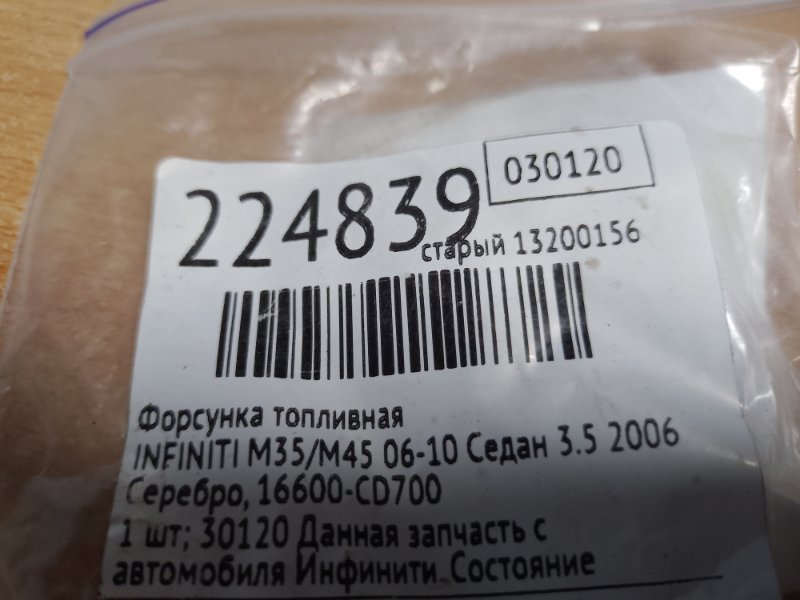 030120
224839
старый 13200156
Форсунка топливная
INFINITI M35/M45 06-10 Седан 3.5 2006
Серебро, 16600-CD700
1 шт; 30120 Данная запчасть с
автомобиля Инфинити. Состояние